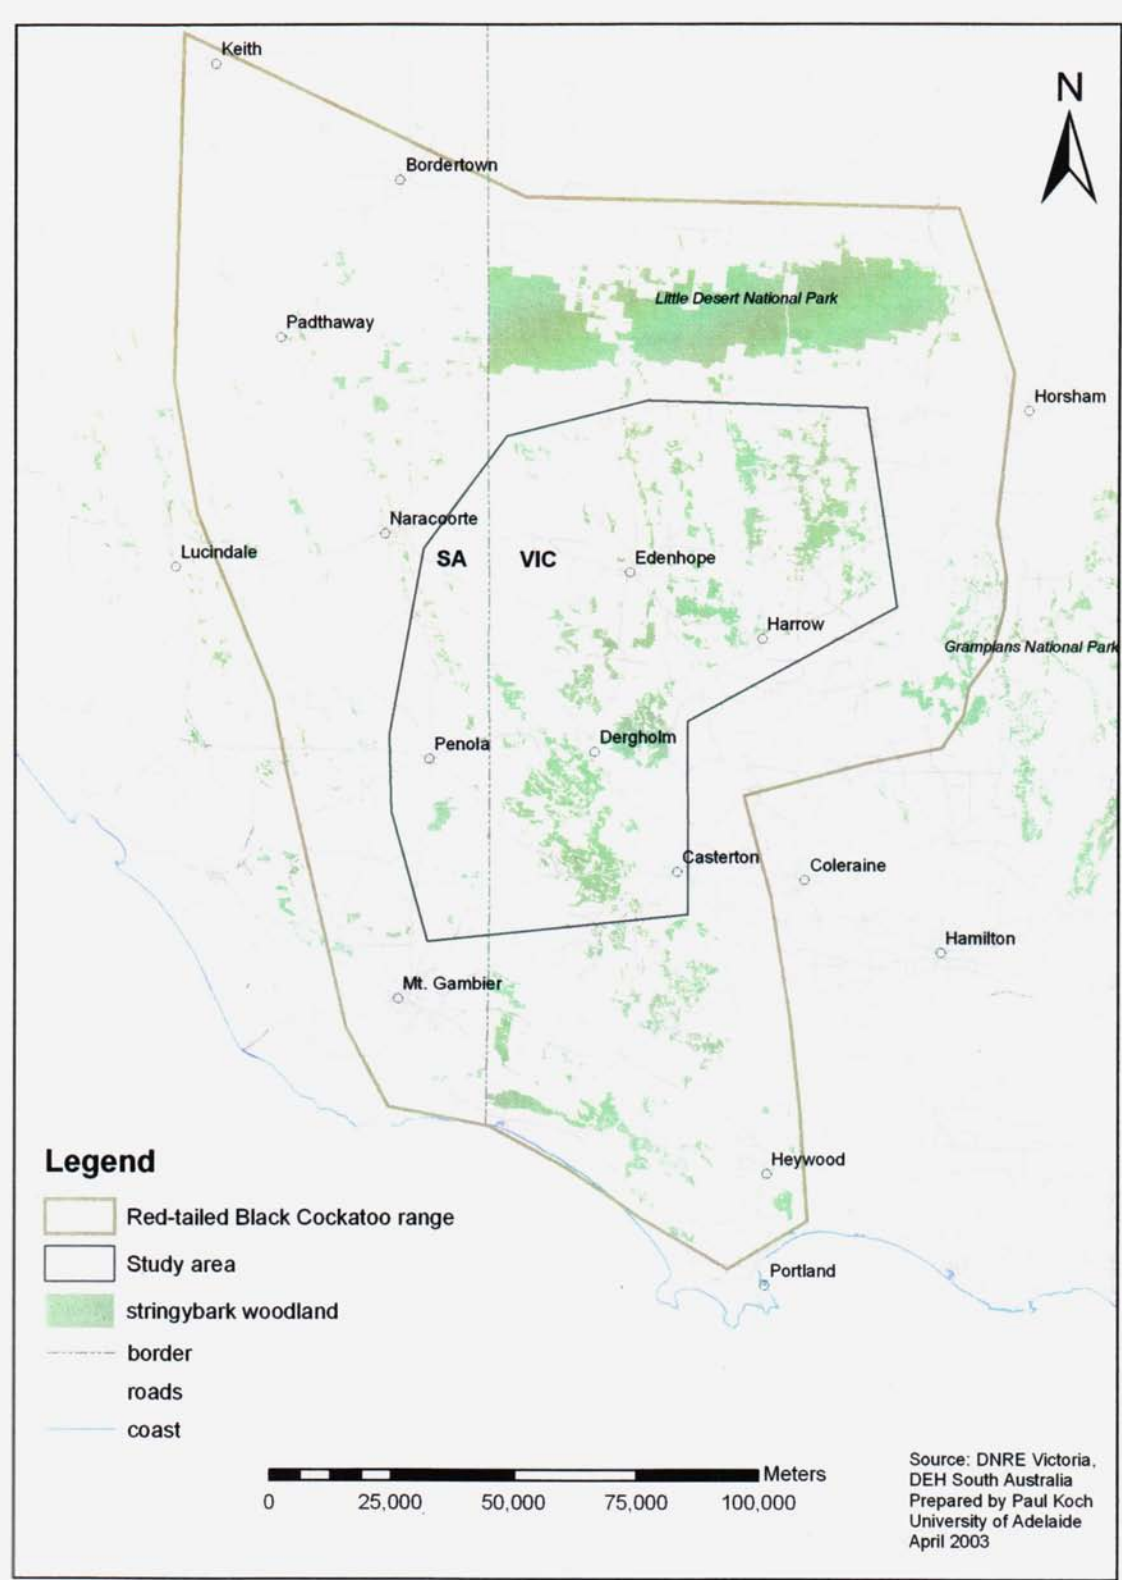 Keith
N
Bordertown
Little Desert National Park
Padthaway
Horsham
Naracoorte
Lucindale
SA
VIC
Edenhope
Harrow
Grampians National Park
Penola
Dergholm
Casterton
Coleraine
Hamilton
Mt. Gambier
Heywood
Portland
Legend
Red-tailed Black Cockatoo range
Study area
stringybark woodland
border
roads
coast
Meters
0 25,000 50,000 75,000 100,000
Source: DNRE Victoria,
DEH South Australia
Prepared by Paul Koch
University of Adelaide
April 2003